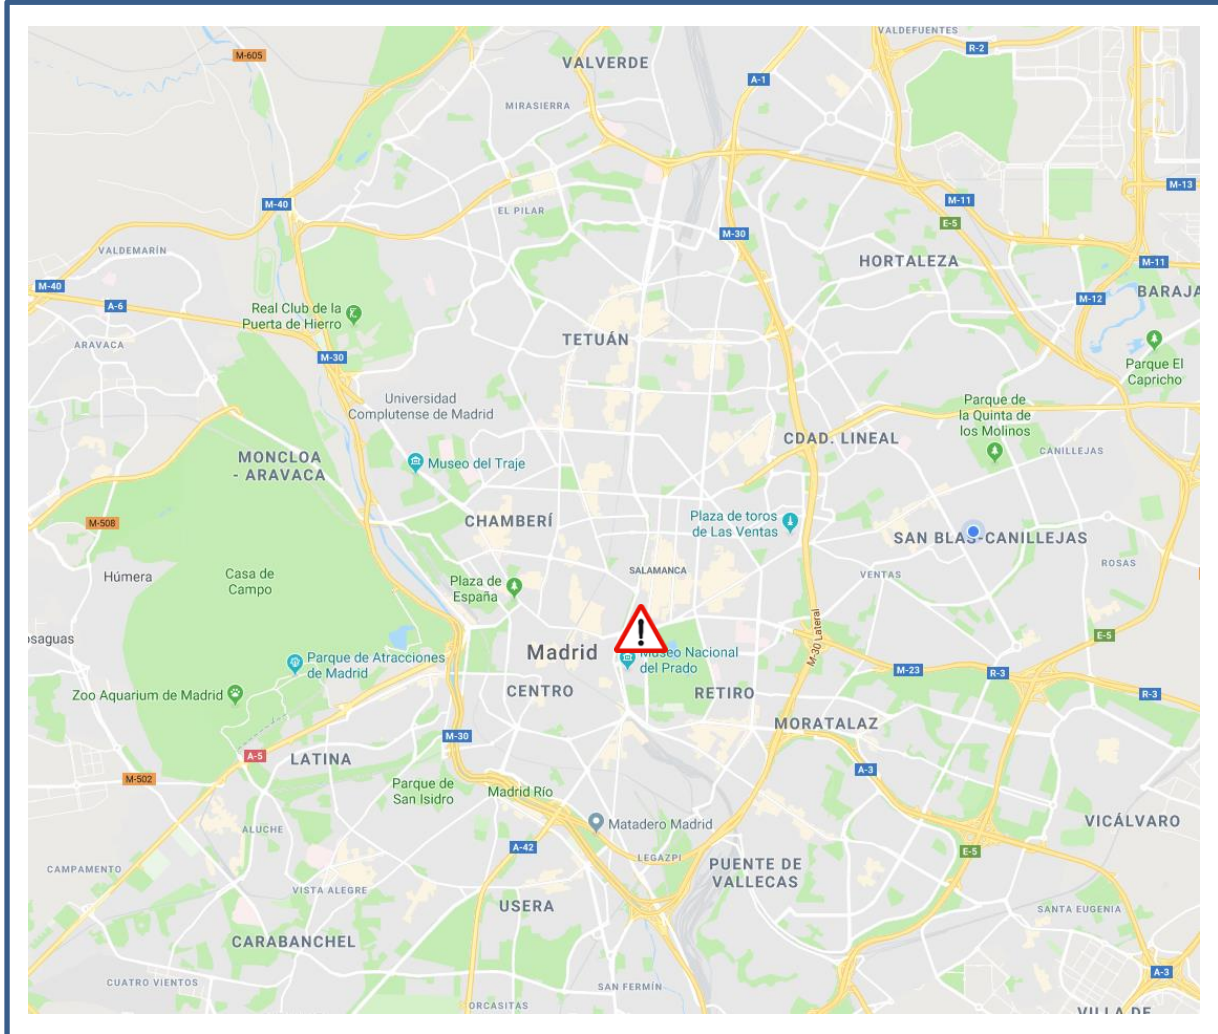 VALDEFUENTES
R-2
M-605
VALVERDE
A-1
MIRASIERRA
M-13
M-40
M-11
EL PILAR
E-5
M-30
VALDEMARÍN
HORTALEZA
M-11
M-40
BARAJA
M-12
A-6
Real Club de la
Puerta de Hierro
TETUÁN
ARAVACA
M-30
Parque El
Capricho
Universidad
Complutense de Madrid
Parque de
la Quinta de
los Molinos
CDAD. LINEAL
CANILLEJAS
MONCLOA
- ARAVACA
Museo del Traje
M-508
CHAMBERÍ
Plaza de toros
de Las Ventas
SAN BLAS-CANILLEJAS
Húmera
Casa de
Campo
Plaza de
España
SALAMANCA
VENTAS
ROSAS
osaguas
!
M-30 Lateral
E-5
Madrid
Museo Nacional
del Prado
Parque de Atracciones
de Madrid
M-23
R-3
R-3
Zoo Aquarium de Madrid
CENTRO
RETIRO
MORATALAZ
M-30
A-5
LATINA
A-3
M-502
Parque de
San Isidro
Madrid Río
Matadero Madrid
VICÁLVARO
ALUCHE
A-42
E-5
LEGAZPI
CAMPAMENTO
PUENTE DE
VALLECAS
VISTA ALEGRE
USERA
SANTA EUGENIA
CARABANCHEL
A-3
CUATRO VIENTOS
SAN FERMÍN
ORCASITAS
VILLA DE